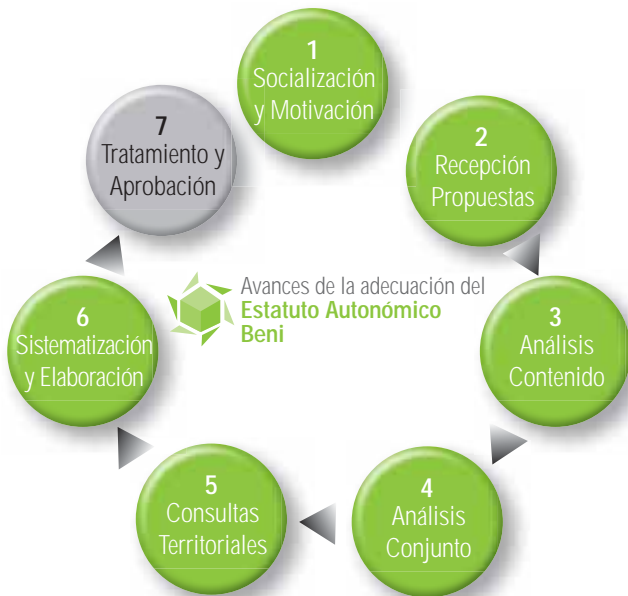 1
Socialización
y Motivación
2
Recepción
Propuestas
3
Análisis
Contenido
4
Análisis
Conjunto
5
Consultas
Territoriales
6
Sistematización
y Elaboración
7
Tratamiento y
Aprobación
Avances de la adecuación del
Estatuto Autonómico
Beni